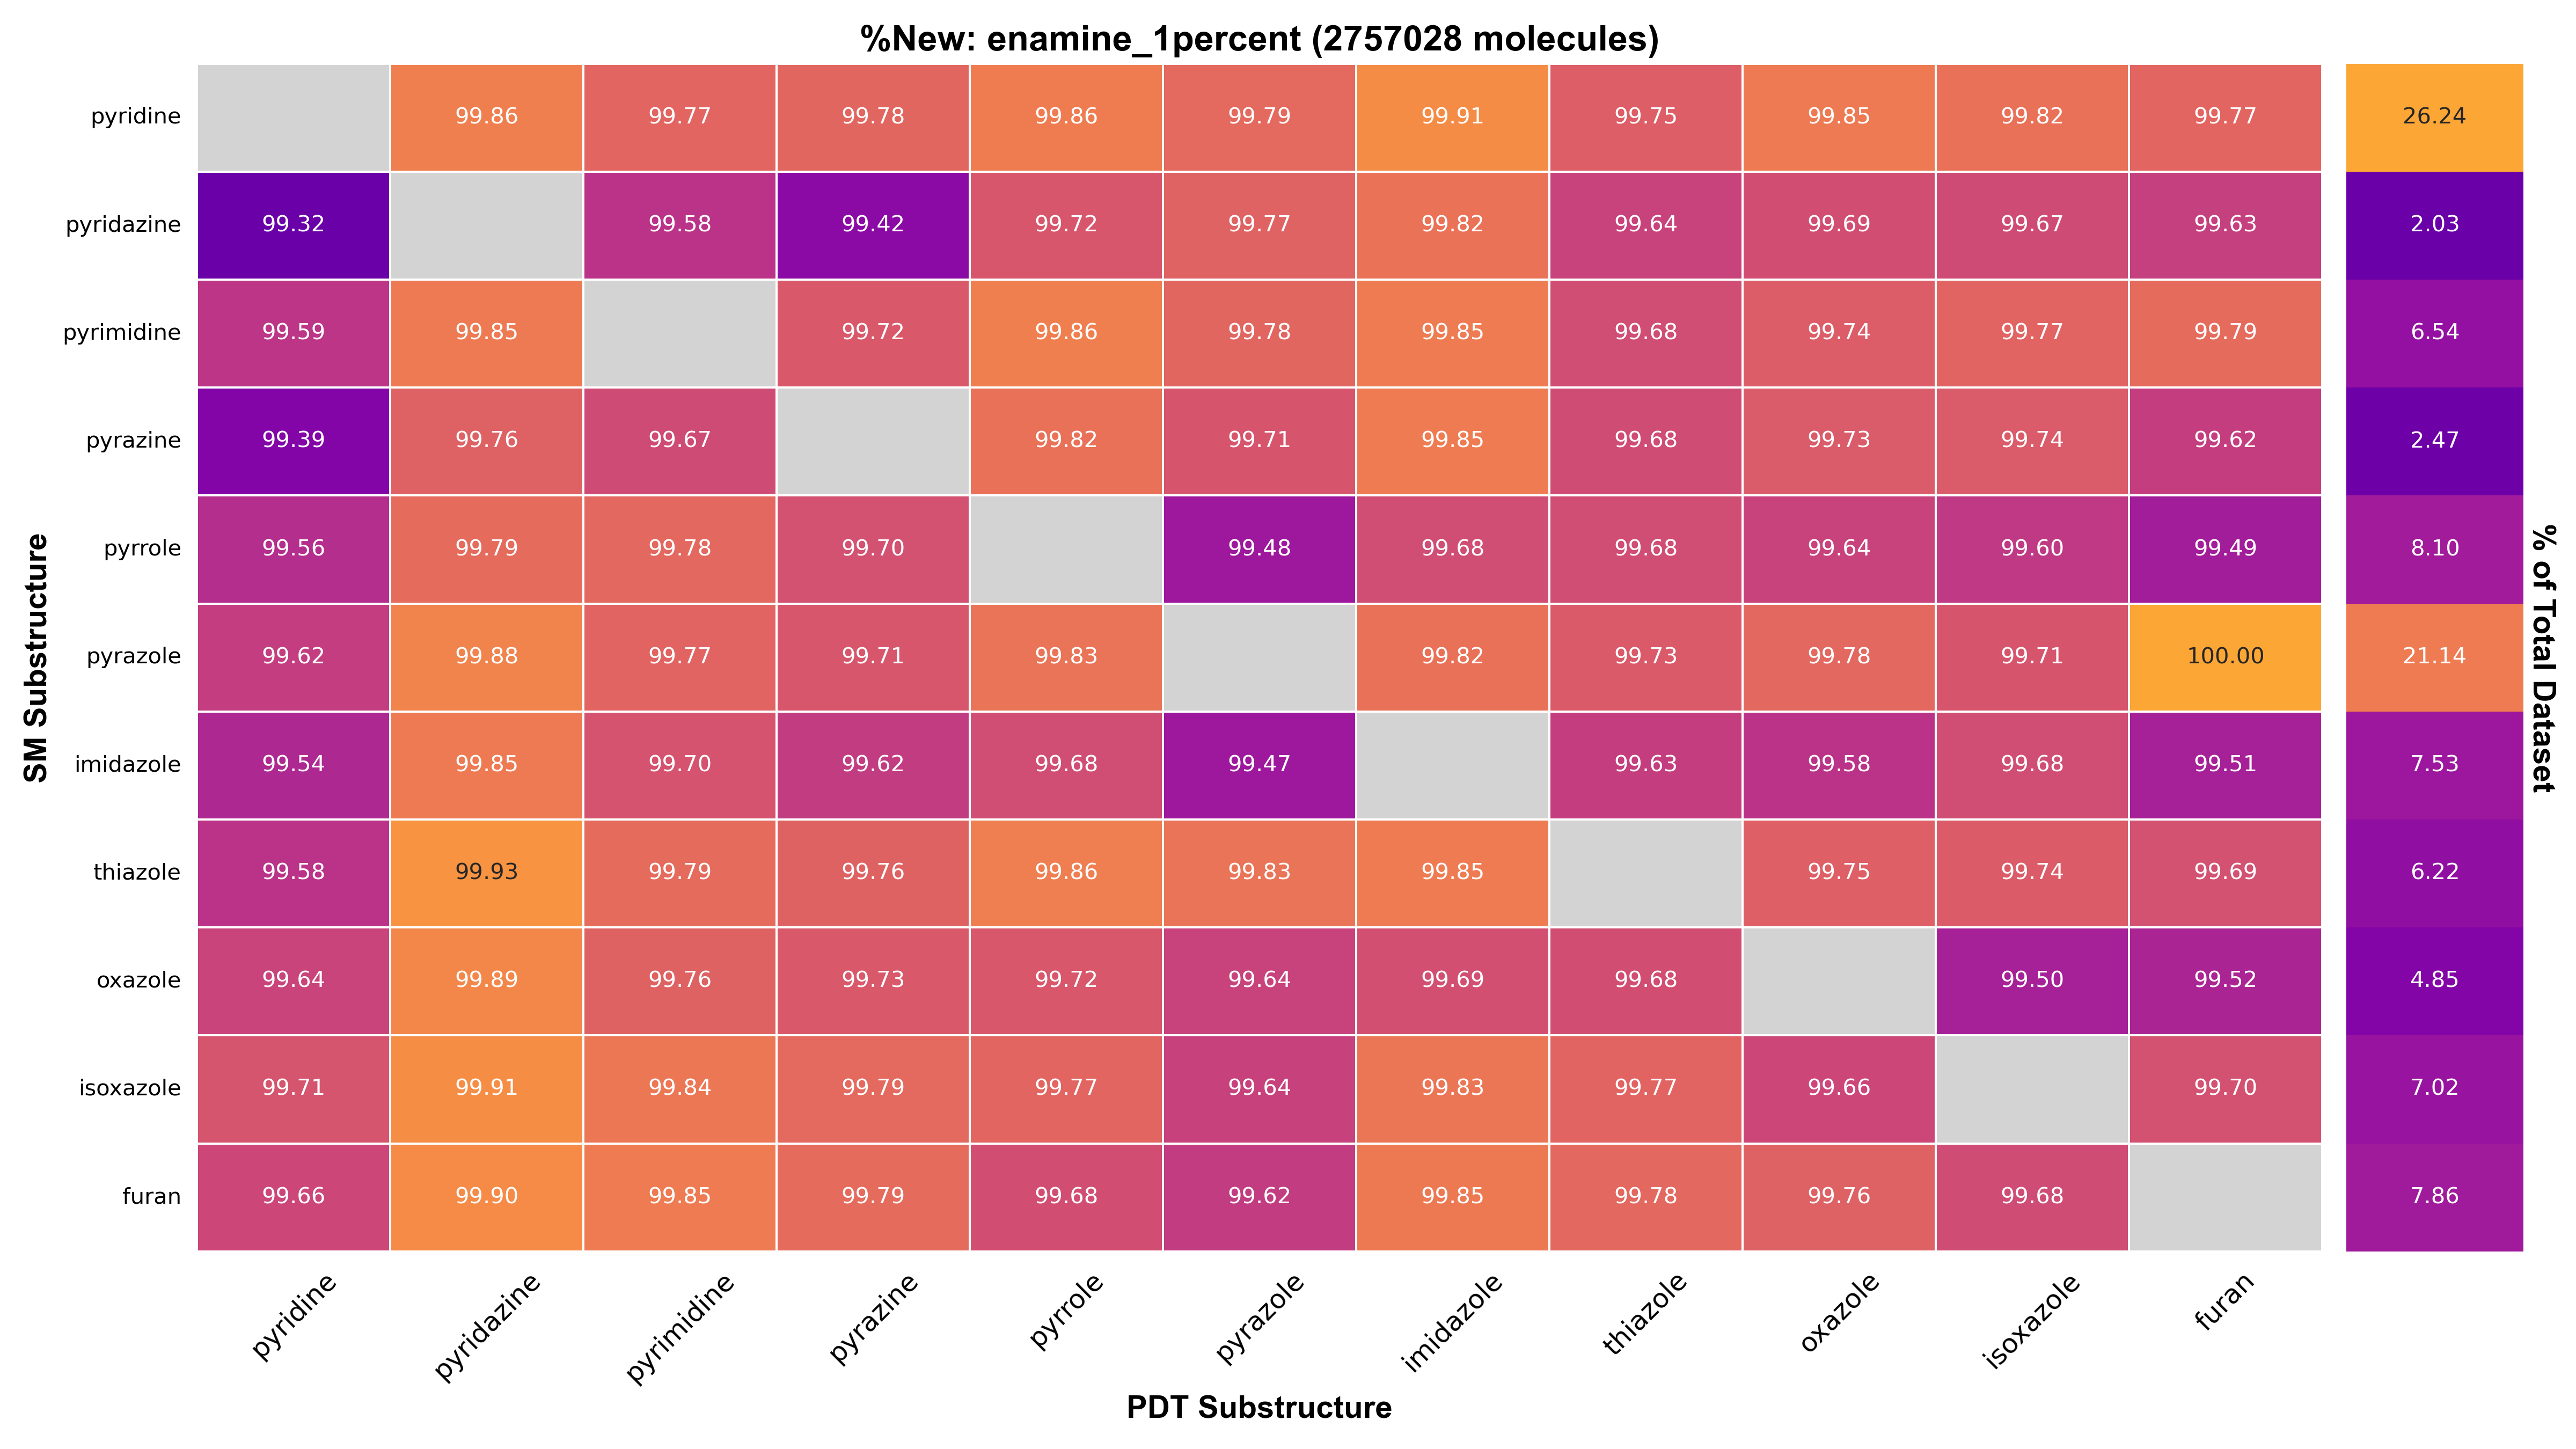 %New: enamine_1percent (2757028 molecules)
pyridine 99.86 99.77 99.78 99.86 99.79 99.91 99.75 99.85 99.82 99.77 26.24
pyridazine 99.32 99.58 99.42 99.72 99.77 99.82 99.64 99.69 99.67 99.63 2.03
pyrimidine 99.59 99.85 99.72 99.86 99.78 99.85 99.68 99.74 99.77 99.79 6.54
pyrazine 99.39 99.76 99.67 99.82 99.71 99.85 99.68 99.73 99.74 99.62 2.47
pyrrole 99.56 99.79 99.78 99.70 99.48 99.68 99.68 99.64 99.60 99.49 8.10
pyrazole 99.62 99.88 99.77 99.71 99.83 99.82 99.73 99.78 99.71 100.00 21.14
imidazole 99.54 99.85 99.70 99.62 99.68 99.47 99.63 99.58 99.68 99.51 7.53
thiazole 99.58 99.93 99.79 99.76 99.86 99.83 99.85 99.75 99.74 99.69 6.22
oxazole 99.64 99.89 99.76 99.73 99.72 99.64 99.69 99.68 99.50 99.52 4.85
isoxazole 99.71 99.91 99.84 99.79 99.77 99.64 99.83 99.77 99.66 99.70 7.02
furan 99.66 99.90 99.85 99.79 99.68 99.62 99.85 99.78 99.76 99.68 7.86
pyridine pyridazine pyrimidine pyrazine pyrrole pyrazole imidazole thiazole oxazole isoxazole furan
PDT Substructure
SM Substructure
% of Total Dataset